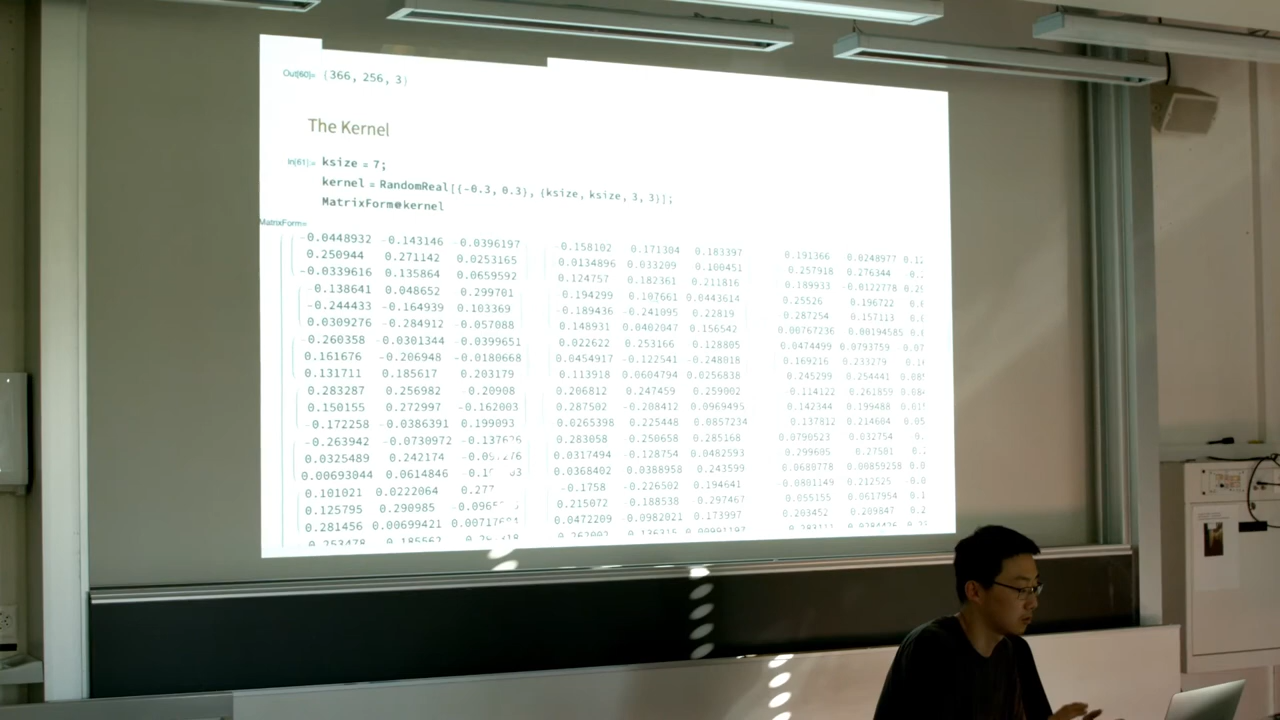 Out[60]= {366, 256, 3}
The Kernel
In[61]:= ksize = 7;
kernel = RandomReal[{-0.3, 0.3}, {ksize, ksize, 3, 3}];
MatrixForm@kernel
MatrixForm=
-0.0448932 -0.143146 -0.0396197 -0.158102 0.171304 0.183397 0.191366 0.0248977
0.250944 0.271142 0.0253165 0.0134896 0.033209 0.100451 0.257918 0.276344
-0.0339616 0.135864 0.0659592 0.124757 0.182361 0.211816 0.189933 -0.0122778
-0.138641 0.048652 0.299701 -0.194299 0.107661 0.0443614 0.25526 0.196722
-0.244433 -0.164939 0.103369 -0.189436 -0.241095 0.22819 0.287254 0.157113
0.0309276 -0.284912 -0.057088 0.148931 0.0402047 0.156542 0.00767236 0.00194585
-0.260358 -0.0301344 -0.0399651 0.022622 0.253166 0.128805 0.0474499 0.0793759
0.161676 -0.206948 -0.0180668 0.0454917 -0.122541 -0.248018 0.169216 0.233279
0.131711 0.185617 0.203179 0.113918 0.0604794 0.0256838 0.245299 0.254441
0.283287 0.256982 0.20908 0.206812 0.247459 0.259002 0.114122 0.261859
0.150155 0.272997 -0.162003 0.287502 -0.208412 0.0969495 0.142344 0.199488
-0.172258 -0.0386391 0.199093 -0.0265398 0.225448 0.0857234 0.137812 0.214604
-0.263942 -0.0730972 0.283058 0.250658 0.285168 0.0790523 0.032754
0.0325489 0.242174 0.0317494 -0.128754 0.0482593 0.299605 0.27501
0.00693044 0.0614846 0.0368402 0.0388958 0.243599 0.0689778 0.00859258
0.101021 0.0222064 0.277 -0.1758 -0.226502 0.194641 -0.0801149 0.212525
0.125795 0.290985 0.215072 -0.188538 0.297467 0.055155 0.0617954
0.281456 0.00699421 0.0472209 -0.0982021 0.173997 0.203452 0.209847